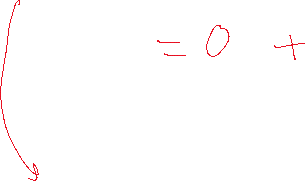 = 0 +